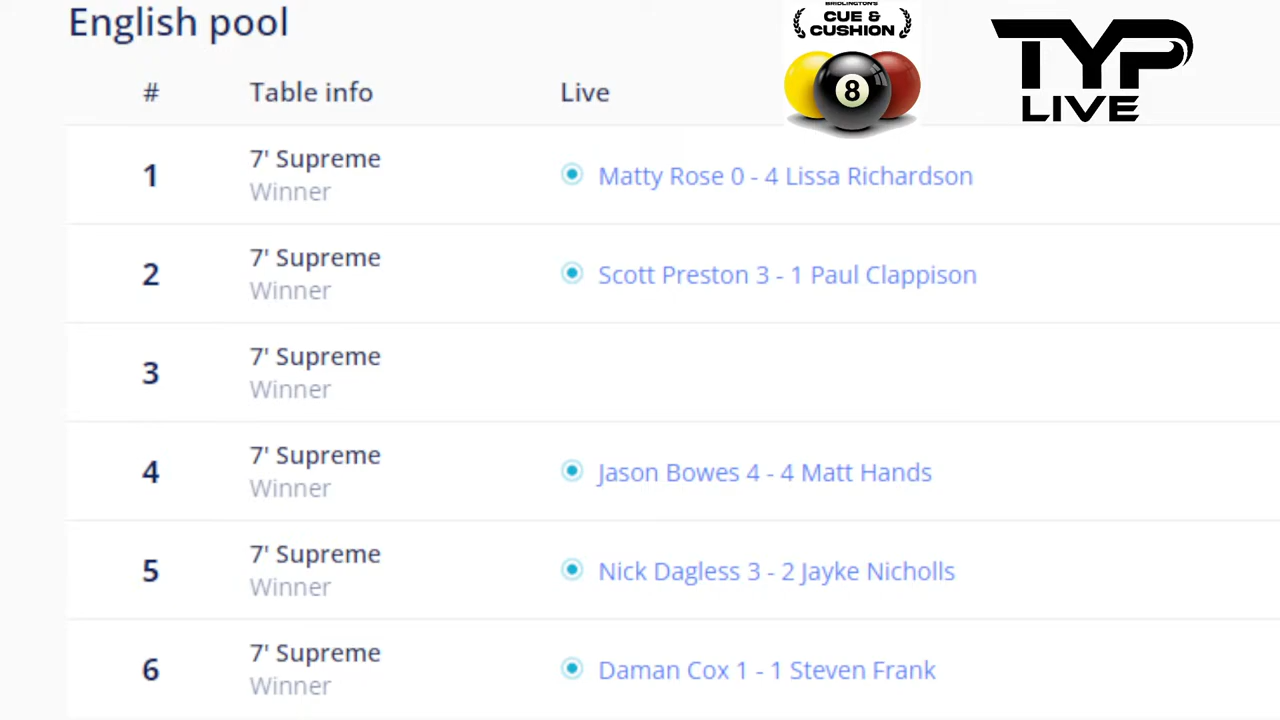 English pool
BRIDLINGTON'S
CUE &
CUSHION
8
TYP
LIVE
# Table info Live
1 7' Supreme
Winner
Matty Rose 0 - 4 Lissa Richardson
2 7' Supreme
Winner
Scott Preston 3 - 1 Paul Clappison
3 7' Supreme
Winner
4 7' Supreme
Winner
Jason Bowes 4 - 4 Matt Hands
5 7' Supreme
Winner
Nick Dagless 3 - 2 Jayke Nicholls
6 7' Supreme
Winner
Daman Cox 1 - 1 Steven Frank